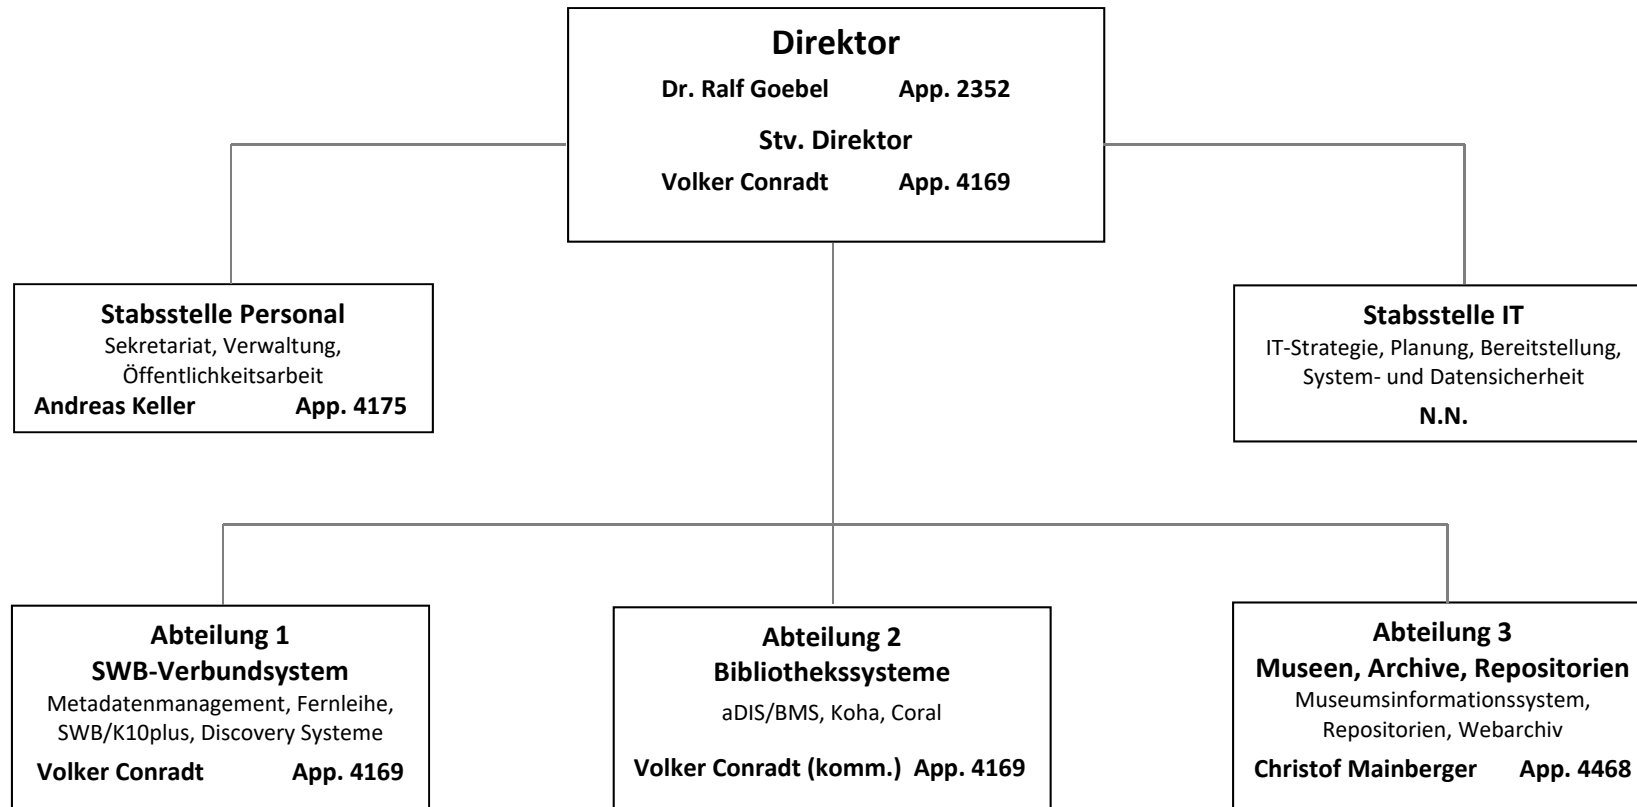 Direktor
Dr. Ralf Goebel App. 2352
Stv. Direktor
Volker Conradt App. 4169
Stabsstelle Personal
Sekretariat, Verwaltung,
Öffentlichkeitsarbeit
Andreas Keller App. 4175
Stabsstelle IT
IT-Strategie, Planung, Bereitstellung,
System- und Datensicherheit
N.N.
Abteilung 1
SWB-Verbundsystem
Metadatenmanagement, Fernleihe,
SWB/K10plus, Discovery Systeme
Volker Conradt App. 4169
Abteilung 2
Bibliothekssysteme
aDIS/BMS, Koha, Coral
Volker Conradt (komm.) App. 4169
Abteilung 3
Museen, Archive, Repositorien
Museumsinformationssystem,
Repositorien, Webarchiv
Christof Mainberger App. 4468